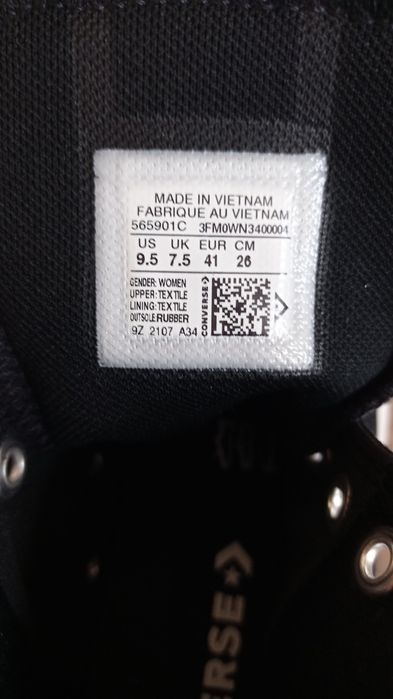 MADE IN VIETNAM
FABRIQUE AU VIETNAM
565901C 3FM0WN3400004
US UK EUR CM
9.5 7.5 41 26
GENDER: WOMEN
UPPER: TEXTILE
LINING: TEXTILE
OUTSOLE:RUBBER
9Z 2107 A34
CONVERSE
ERSE